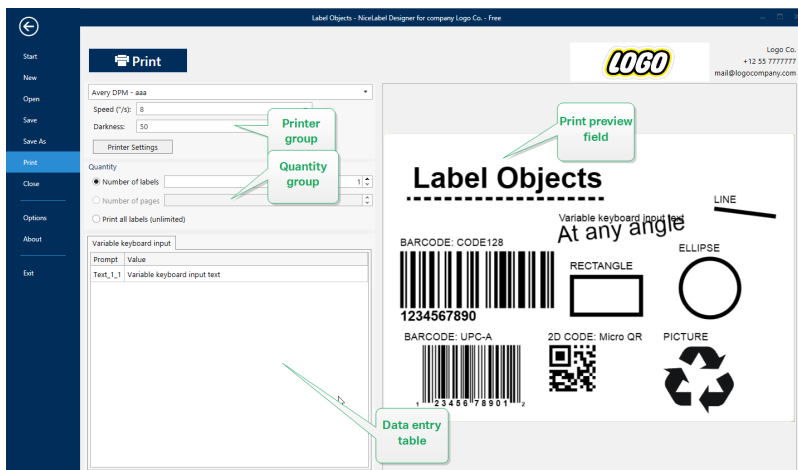 Label Objects - NiceLabel Designer for company Logo Co. - Free
Start
New
Open
Save
Save As
Print
Close
Options
About
Exit
Print
LOGO
Logo Co.
+12 55 7777777
mail@logocompany.com
Avery DPM - aaa
Speed ("/s): 8
Darkness: 50
Printer Settings
Printer
group
Quantity
Number of labels 1
Number of pages
Print all labels (unlimited)
Quantity
group
Variable keyboard input
Prompt Value
Text_1_1 Variable keyboard input text
Data entry
table
Print preview
field
Label Objects
LINE
Variable keyboard input text
At any angle
BARCODE: CODE128
1234567890
RECTANGLE
ELLIPSE
BARCODE: UPC-A
1 23456 78901 2
2D CODE: Micro QR
PICTURE